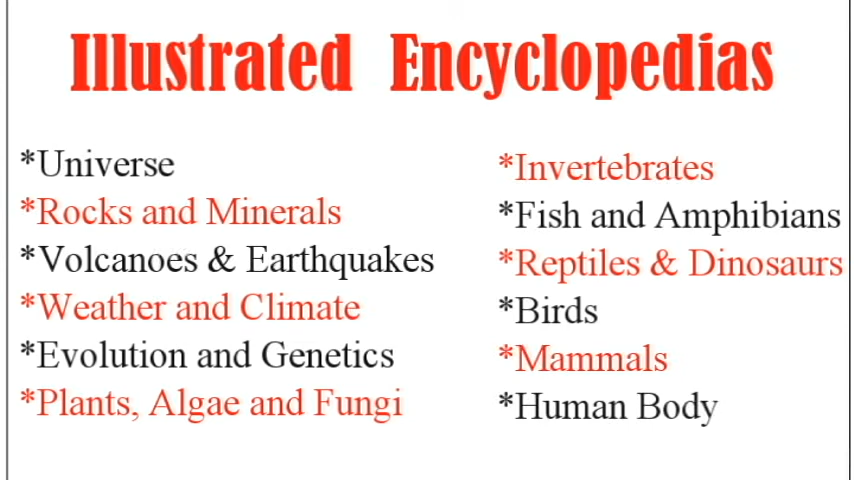 Illustrated Encyclopedias
*Universe
*Rocks and Minerals
*Volcanoes & Earthquakes
*Weather and Climate
*Evolution and Genetics
*Plants, Algae and Fungi
*Invertebrates
*Fish and Amphibians
*Reptiles & Dinosaurs
*Birds
*Mammals
*Human Body